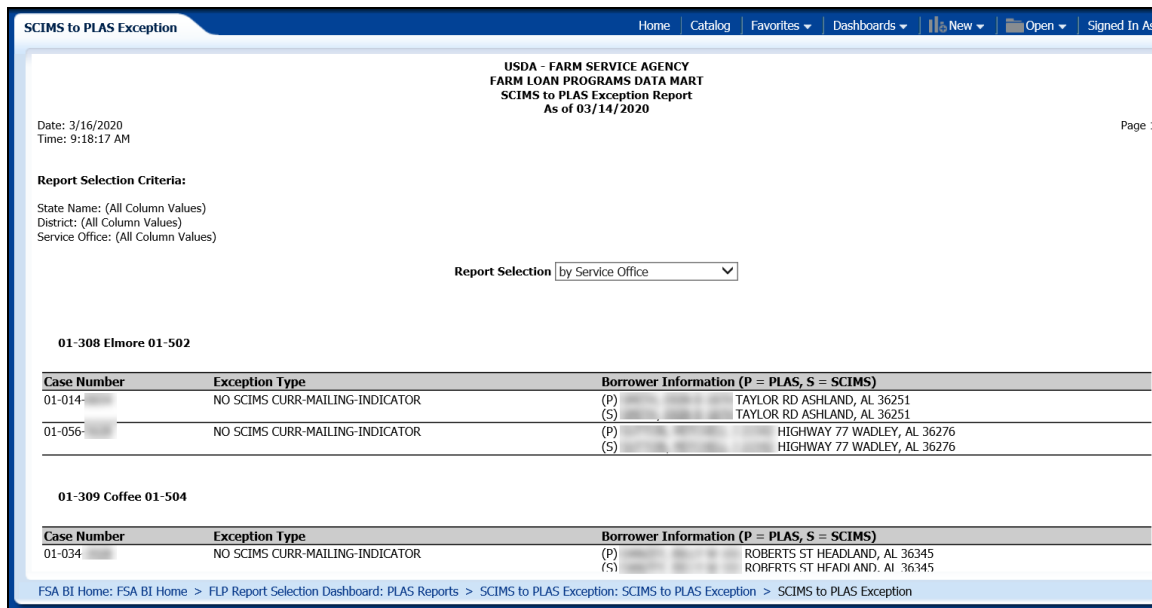 SCIMS to PLAS Exception
Home Catalog Favorites Dashboards New Open Signed In As
USDA - FARM SERVICE AGENCY
FARM LOAN PROGRAMS DATA MART
SCIMS to PLAS Exception Report
As of 03/14/2020
Date: 3/16/2020
Page
Time: 9:18:17 AM
Report Selection Criteria:
State Name: (All Column Values)
District: (All Column Values)
Service Office: (All Column Values)
Report Selection by Service Office
01-308 Elmore 01-502
Case Number Exception Type Borrower Information (P = PLAS, S = SCIMS)
01-014- NO SCIMS CURR-MAILING-INDICATOR (P) TAYLOR RD ASHLAND, AL 36251
(S) TAYLOR RD ASHLAND, AL 36251
01-056- NO SCIMS CURR-MAILING-INDICATOR (P) HIGHWAY 77 WADLEY, AL 36276
(S) HIGHWAY 77 WADLEY, AL 36276
01-309 Coffee 01-504
Case Number Exception Type Borrower Information (P = PLAS, S = SCIMS)
01-034 NO SCIMS CURR-MAILING-INDICATOR (P) ROBERTS ST HEADLAND, AL 36345
(S) ROBERTS ST HEADLAND, AL 36345
FSA BI Home: FSA BI Home > FLP Report Selection Dashboard: PLAS Reports > SCIMS to PLAS Exception: SCIMS to PLAS Exception > SCIMS to PLAS Exception